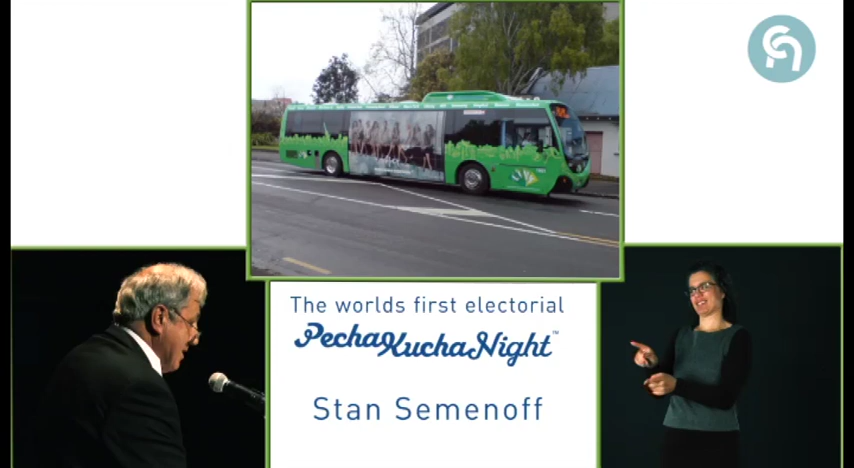 The worlds first electorial
PechaKuchaNight™
Stan Semenoff